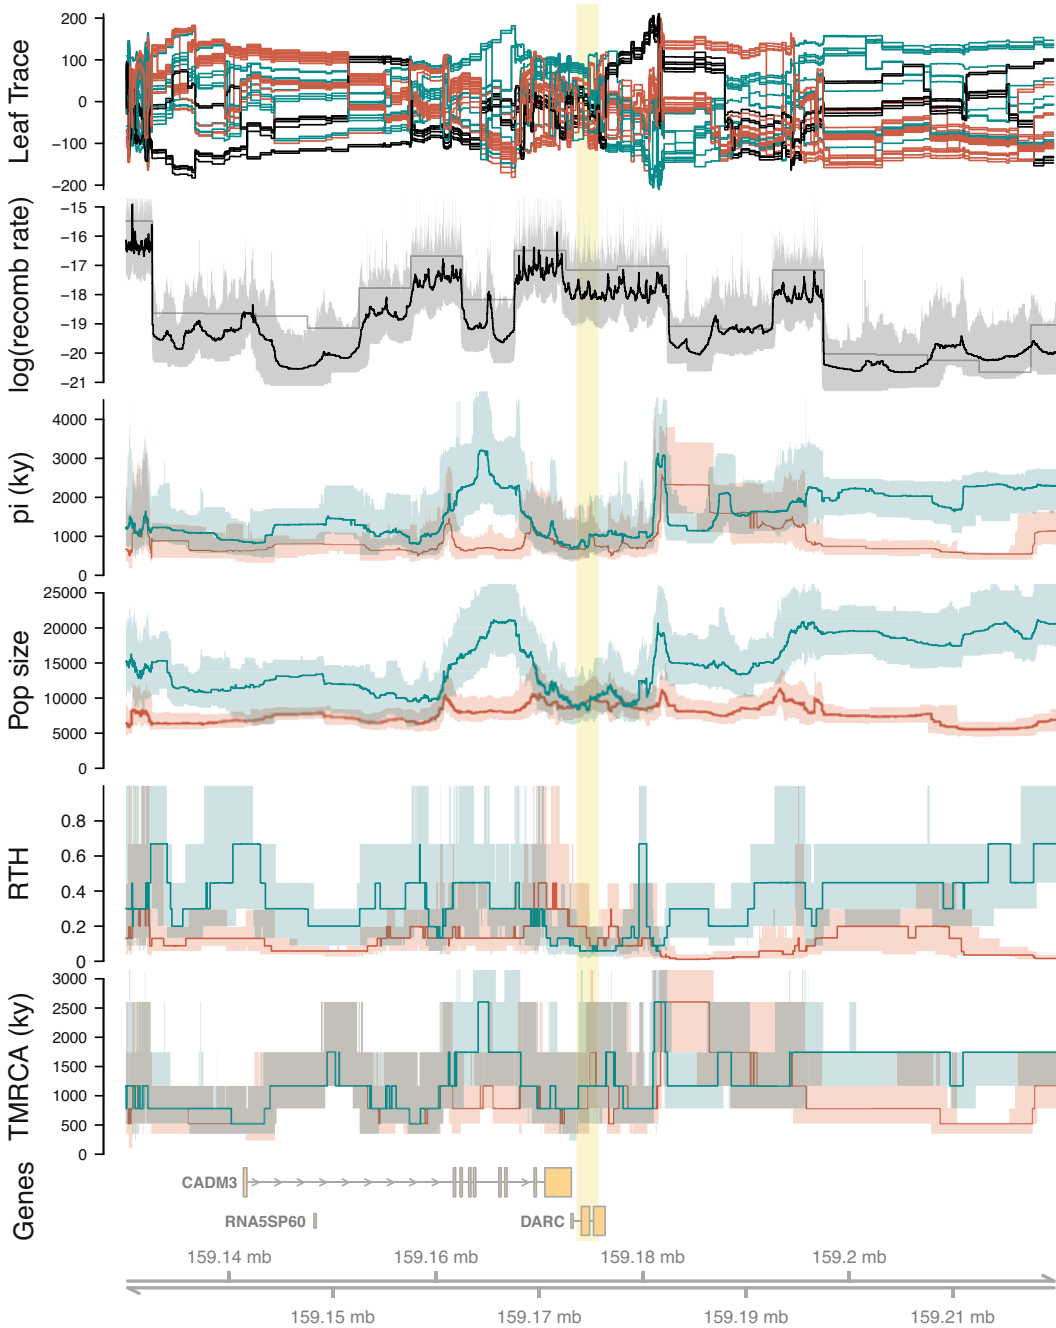 Leaf Trace
200
100
0
−100
−200
log(recomb rate)
−15
−16
−17
−18
−19
−20
−21
pi (ky)
4000
3000
2000
1000
0
Pop size
25000
20000
15000
10000
5000
0
RTH
0.8
0.6
0.4
0.2
0
TMRCA (ky)
3000
2500
2000
1500
1000
500
0
Genes
CADM3
RNA5SP60
DARC
159.14 mb
159.16 mb
159.18 mb
159.2 mb
159.15 mb
159.17 mb
159.19 mb
159.21 mb